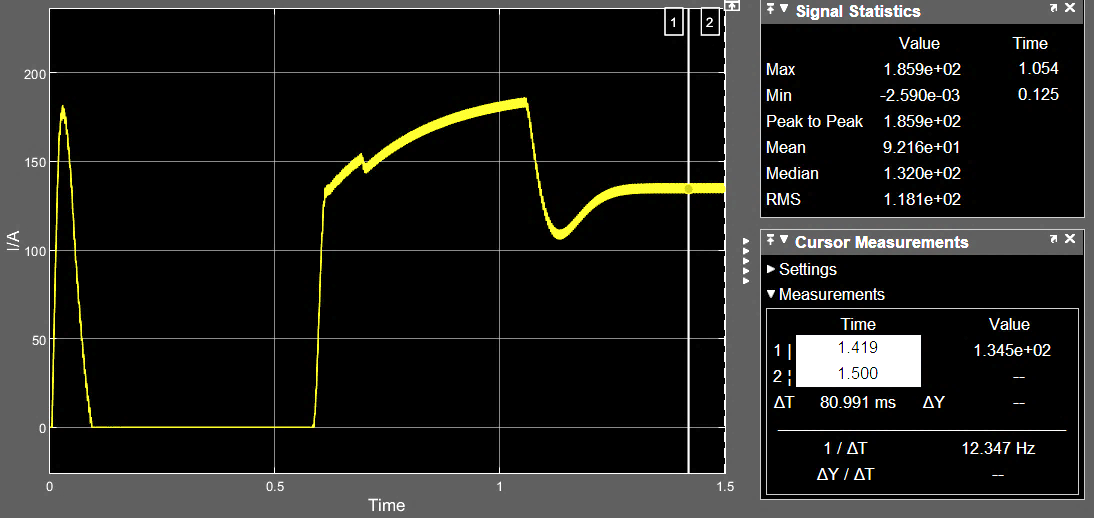 1 2
200
150
100
50
0
I/A
0 0.5 1 1.5
Time
Signal Statistics
Value Time
Max 1.859e+02 1.054
Min -2.590e-03 0.125
Peak to Peak 1.859e+02
Mean 9.216e+01
Median 1.320e+02
RMS 1.181e+02
Cursor Measurements
Settings
Measurements
Time Value
1 | 1.419 1.345e+02
2 ¦ 1.500 --
ΔT 80.991 ms ΔY --
1 / ΔT 12.347 Hz
ΔY / ΔT --